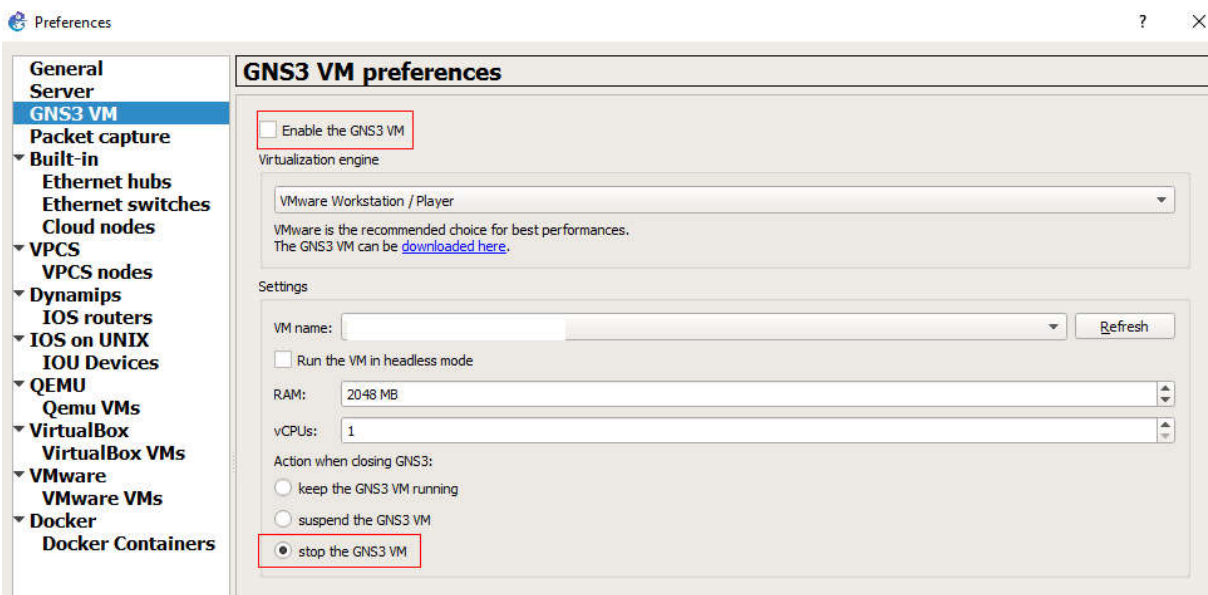 Preferences
?
General
Server
GNS3 VM
Packet capture
Built-in
Ethernet hubs
Ethernet switches
Cloud nodes
VPCS
VPCS nodes
Dynamips
IOS routers
IOS on UNIX
IOU Devices
QEMU
Qemu VMs
VirtualBox
VirtualBox VMs
VMware
VMware VMs
Docker
Docker Containers
GNS3 VM preferences
Enable the GNS3 VM
Virtualization engine
VMware Workstation / Player
VMware is the recommended choice for best performances.
The GNS3 VM can be downloaded here.
Settings
VM name:
Refresh
Run the VM in headless mode
RAM: 2048 MB
vCPUs: 1
Action when closing GNS3:
keep the GNS3 VM running
suspend the GNS3 VM
stop the GNS3 VM